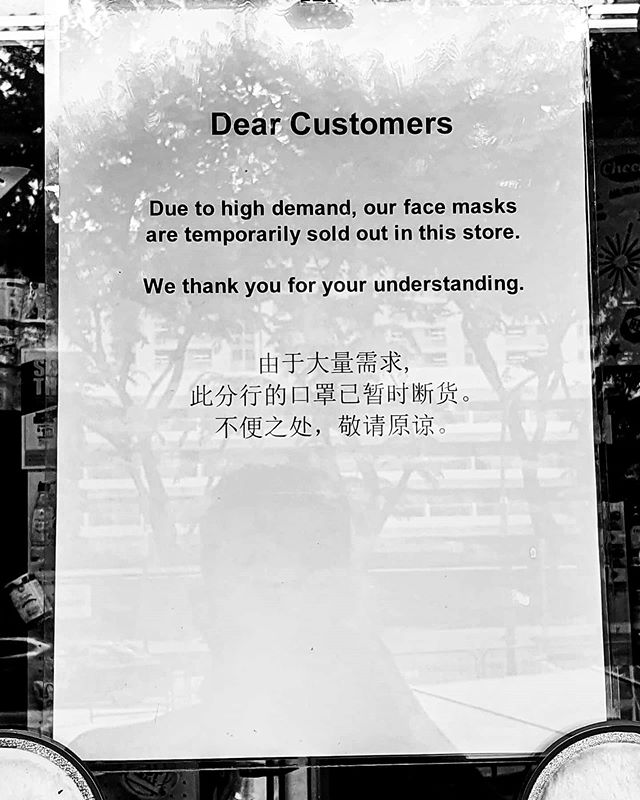 Dear Customers
Due to high demand, our face masks
are temporarily sold out in this store.
We thank you for your understanding.
由于大量需求,
此分行的口罩已暂时断货。
不便之处，敬请原谅。